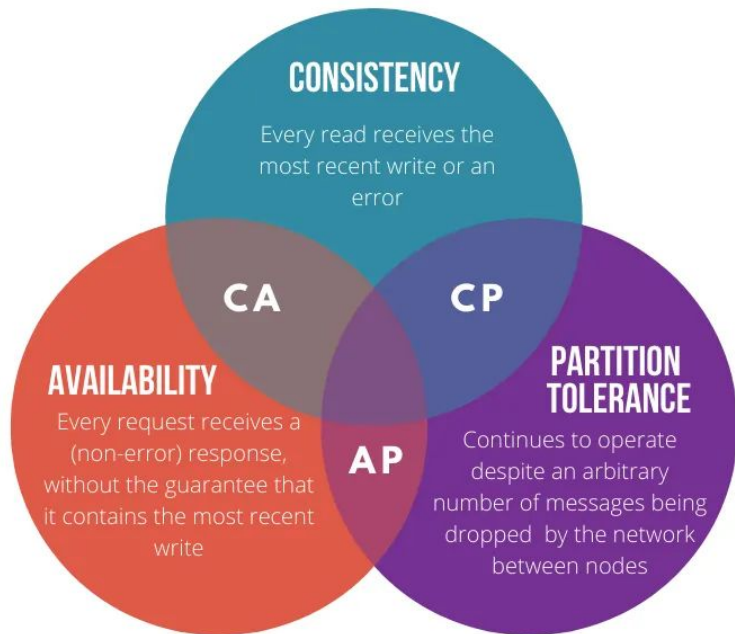 CONSISTENCY
Every read receives the
most recent write or an
error
CA
CP
AVAILABILITY
Every request receives a
(non-error) response,
without the guarantee that
it contains the most recent
write
AP
PARTITION
TOLERANCE
Continues to operate
despite an arbitrary
number of messages being
dropped by the network
between nodes